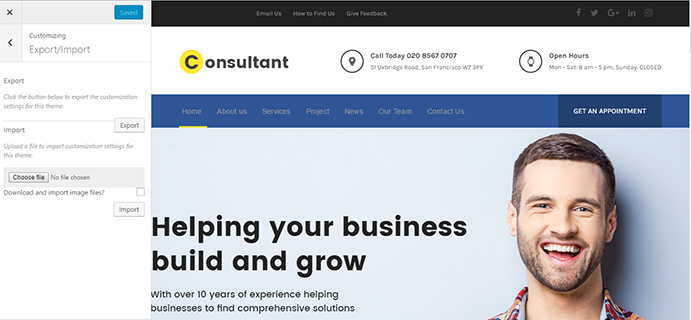 Saved
Customizing
Export/Import
Export
Click the button below to export the customization
settings for this theme.
Export
Import
Upload a file to import customization settings for
this theme.
Choose file No file chosen
Download and import image files?
Import
Email Us How to Find Us Give Feedback
Consultant
Call Today 020 8567 0707
51 Uxbridge Road, San Francisco W7 3PX
Open Hours
Mon - Sat: 8 am - 5 pm, Sunday: CLOSED
Home About us Services Project News Our Team Contact Us
GET AN APPOINTMENT
Helping your business
build and grow
With over 10 years of experience helping
businesses to find comprehensive solutions